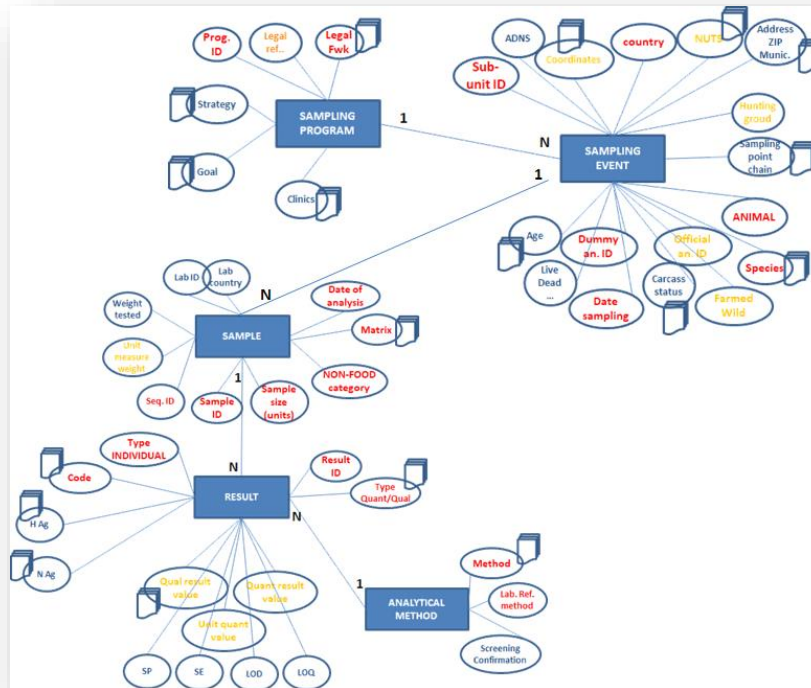 Prog.
ID
Legal
ref...
Legal
Fwk
Strategy
Goal
SAMPLING
PROGRAM
Clinics
1
N
ADNS
Coordinates
country
NUTS
Address
ZIP
Munic.
Sub-
unit ID
Hunting
groud
SAMPLING
EVENT
Sampling
point
chain
1
Age
Dummy
an. ID
Official
an. ID
ANIMAL
Species
Live
Dead
...
Date
sampling
Carcass
status
Farmed
Wild
Lab ID
Lab
country
N
Weight
tested
Date of
analysis
SAMPLE
Matrix
Unit
measure
weight
NON-FOOD
category
Seq. ID
Sample
ID
1
Sample
size
(units)
Type
INDIVIDUAL
N
Result
ID
Code
RESULT
Type
Quant/Qual
N
H Ag
N Ag
Qual result
value
Quant result
value
Unit quant
value
SP
SE
LOD
LOQ
1
ANALYTICAL
METHOD
Method
Lab. Ref.
method
Screening
Confirmation